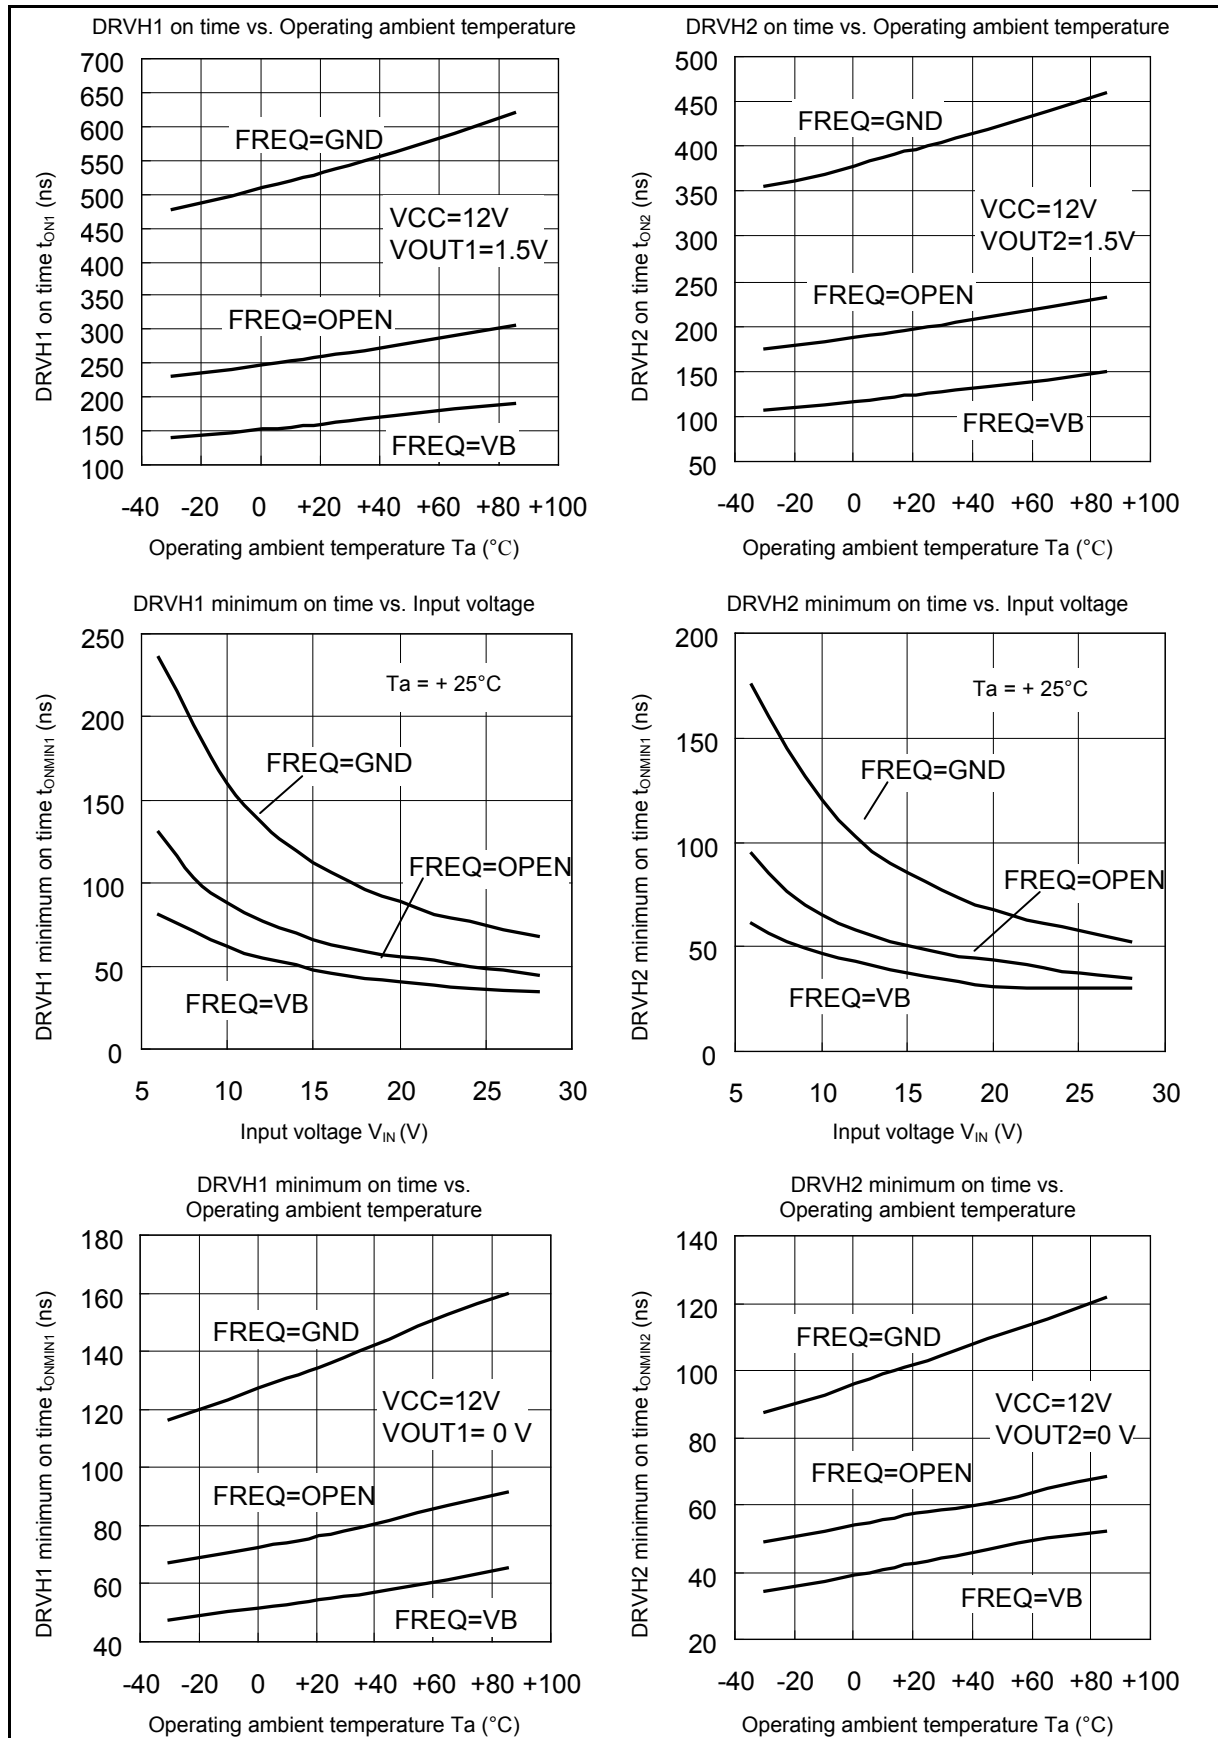 DRVH1 on time vs. Operating ambient temperature
DRVH1 on time tON1 (ns)
700
650
600
550
500
450
400
350
300
250
200
150
100
FREQ=GND
VCC=12V
VOUT1=1.5V
FREQ=OPEN
FREQ=VB
-40 -20 0 +20 +40 +60 +80 +100
Operating ambient temperature Ta (°C)
DRVH2 on time vs. Operating ambient temperature
DRVH2 on time tON2 (ns)
500
450
400
350
300
250
200
150
100
50
FREQ=GND
VCC=12V
VOUT2=1.5V
FREQ=OPEN
FREQ=VB
-40 -20 0 +20 +40 +60 +80 +100
Operating ambient temperature Ta (°C)
DRVH1 minimum on time vs. Input voltage
DRVH1 minimum on time tONMIN1 (ns)
250
200
150
100
50
0
Ta = + 25°C
FREQ=GND
FREQ=OPEN
FREQ=VB
5 10 15 20 25 30
Input voltage VIN (V)
DRVH2 minimum on time vs. Input voltage
DRVH2 minimum on time tONMIN1 (ns)
200
150
100
50
0
Ta = + 25°C
FREQ=GND
FREQ=OPEN
FREQ=VB
5 10 15 20 25 30
Input voltage VIN (V)
DRVH1 minimum on time vs.
Operating ambient temperature
DRVH1 minimum on time tONMIN1 (ns)
180
160
140
120
100
80
60
40
FREQ=GND
VCC=12V
VOUT1= 0 V
FREQ=OPEN
FREQ=VB
-40 -20 0 +20 +40 +60 +80 +100
Operating ambient temperature Ta (°C)
DRVH2 minimum on time vs.
Operating ambient temperature
DRVH2 minimum on time tONMIN2 (ns)
140
120
100
80
60
40
20
FREQ=GND
VCC=12V
VOUT2=0 V
FREQ=OPEN
FREQ=VB
-40 -20 0 +20 +40 +60 +80 +100
Operating ambient temperature Ta (°C)